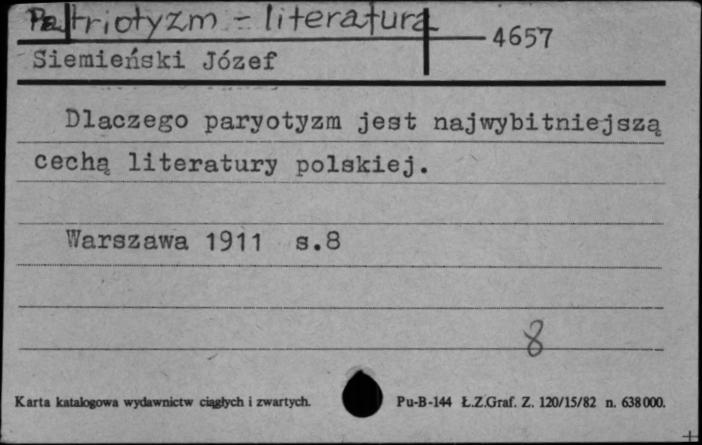 Patriotyzm - literatura
4657
Siemieński Józef
Dlaczego paryotyzm jest najwybitniejszą
cechą literatury polskiej.
Warszawa 1911 s.8
8
Karta katalogowa wydawnictw ciągłych i zwartych. Pu-B-144 Ł.Z.Graf. Z. 120/15/82 n. 638000.